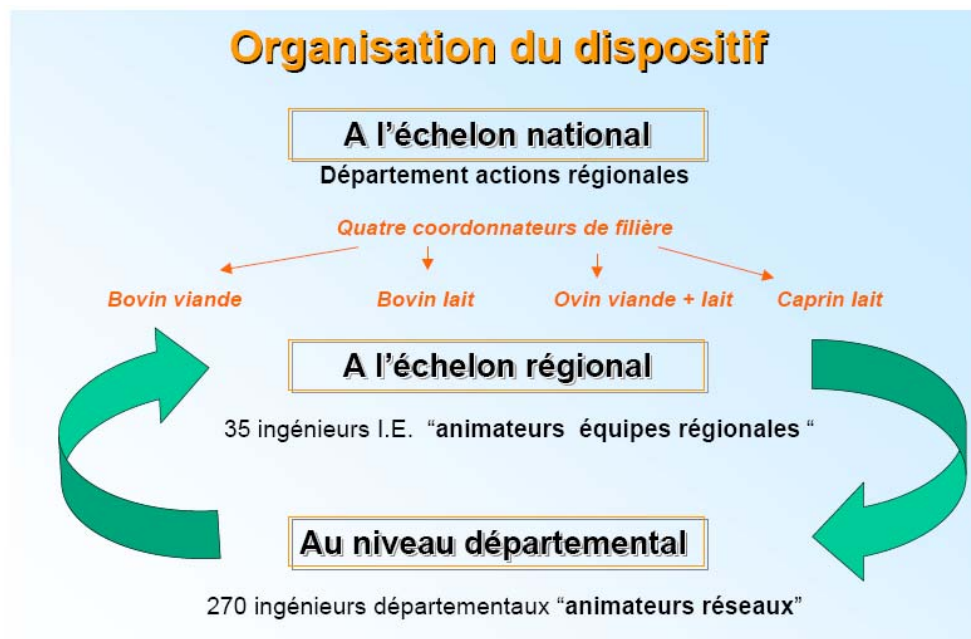 Organisation du dispositif
A l'échelon national
Département actions régionales
Quatre coordonnateurs de filière
Bovin viande Bovin lait Ovin viande + lait Caprin lait
A l'échelon régional
35 ingénieurs I.E. “animateurs équipes régionales “
Au niveau départemental
270 ingénieurs départementaux “animateurs réseaux”